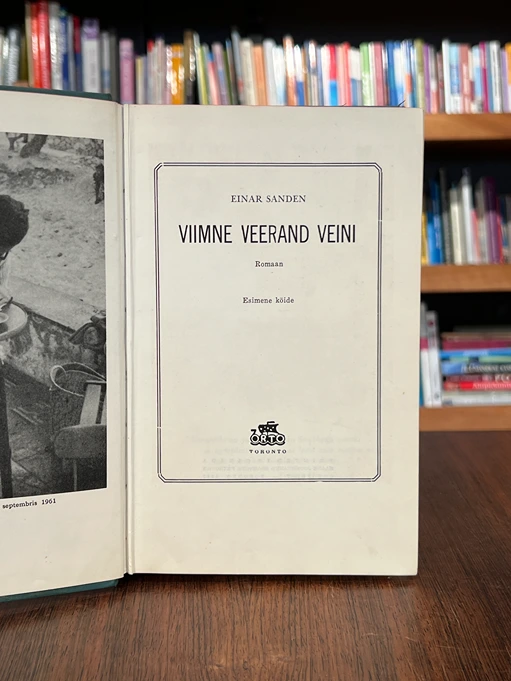 septembris 1961
EINAR SANDEN
VIIMNE VEERAND VEINI
Romaan
Esimene köide
ORTO
TORONTO